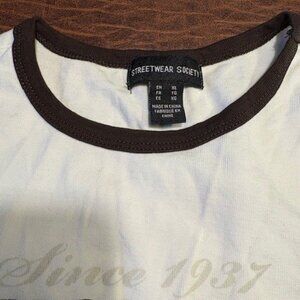 STREETWEAR SOCIETY
EN XL
FR TG
ES XG
MADE IN CHINA
FABRIQUÉ EN
CHINE
Since 1937